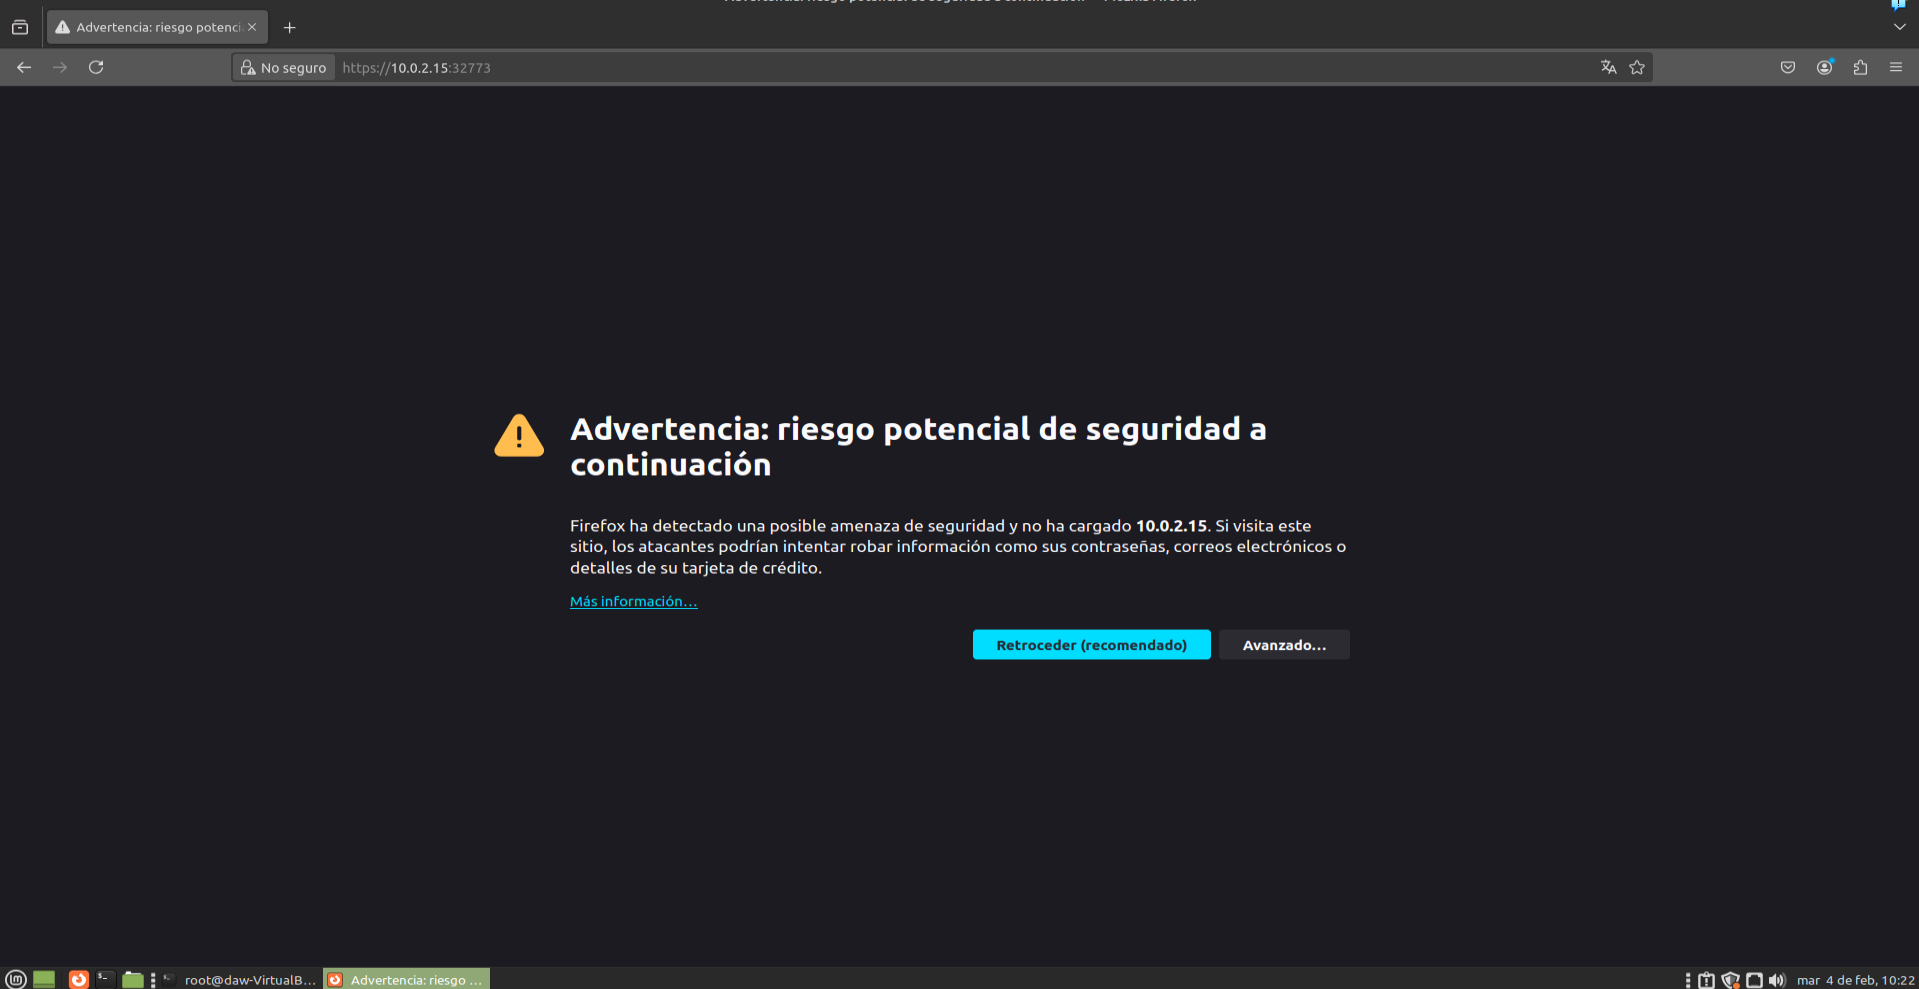 Advertencia: riesgo potenci
No seguro
https://10.0.2.15:32773
Advertencia: riesgo potencial de seguridad a
continuación
Firefox ha detectado una posible amenaza de seguridad y no ha cargado 10.0.2.15. Si visita este
sitio, los atacantes podrían intentar robar información como sus contraseñas, correos electrónicos o
detalles de su tarjeta de crédito.
Más información…
Retroceder (recomendado)
Avanzado…
root@daw-VirtualB…
Advertencia: riesgo …
mar 4 de feb, 10:22